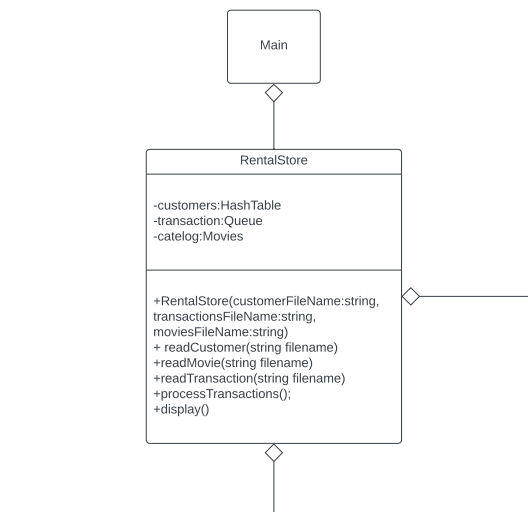 Main
RentalStore
-customers:HashTable
-transaction:Queue
-catelog:Movies
+RentalStore(customerFileName:string,
transactionsFileName:string,
moviesFileName:string)
+ readCustomer(string filename)
+readMovie(string filename)
+readTransaction(string filename)
+processTransactions();
+display()